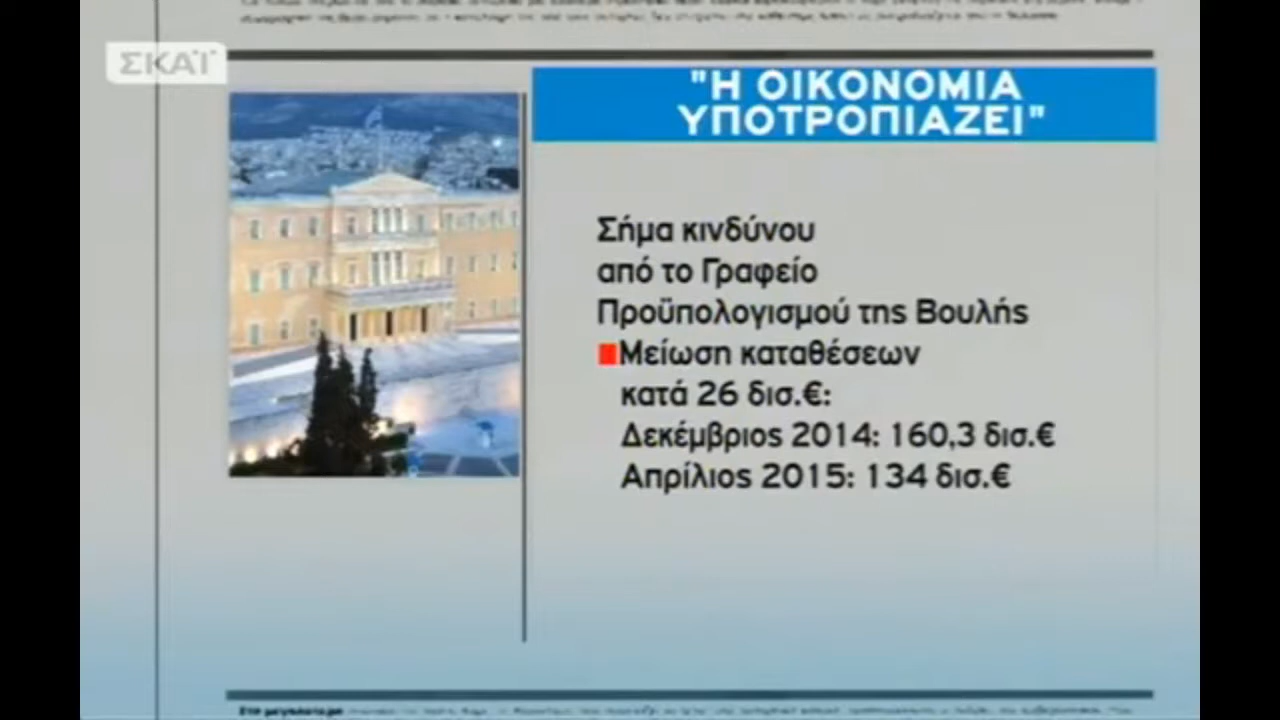 ΣΚΑΪ
"Η ΟΙΚΟΝΟΜΙΑ
ΥΠΟΤΡΟΠΙΑΖΕΙ"
Σήμα κινδύνου
από το Γραφείο
Προϋπολογισμού της Βουλής
Μείωση καταθέσεων
κατά 26 δισ.€:
Δεκέμβριος 2014: 160,3 δισ.€
Απρίλιος 2015: 134 δισ.€